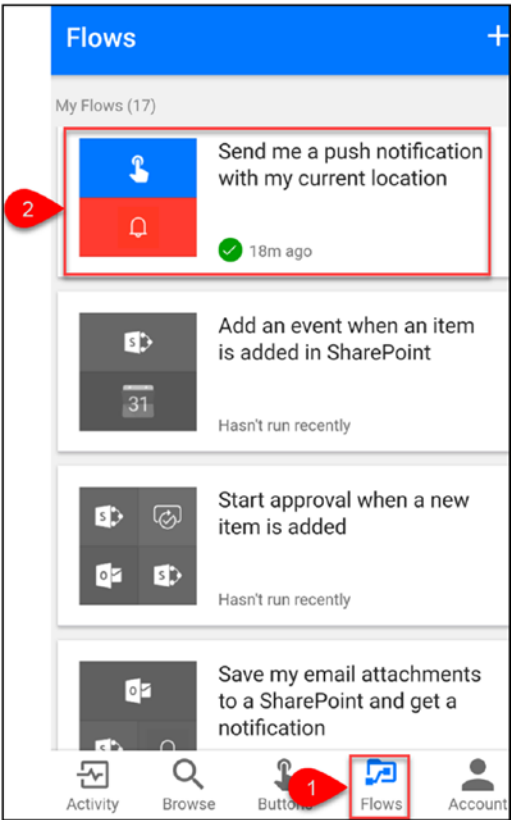 Flows
+
My Flows (17)
Send me a push notification
with my current location
2
18m ago
Add an event when an item
is added in SharePoint
S
31
Hasn't run recently
Start approval when a new
item is added
S
O
S
Hasn't run recently
Save my email attachments
to a SharePoint and get a
notification
O
S
1
Activity
Browse
Buttons
Flows
Account